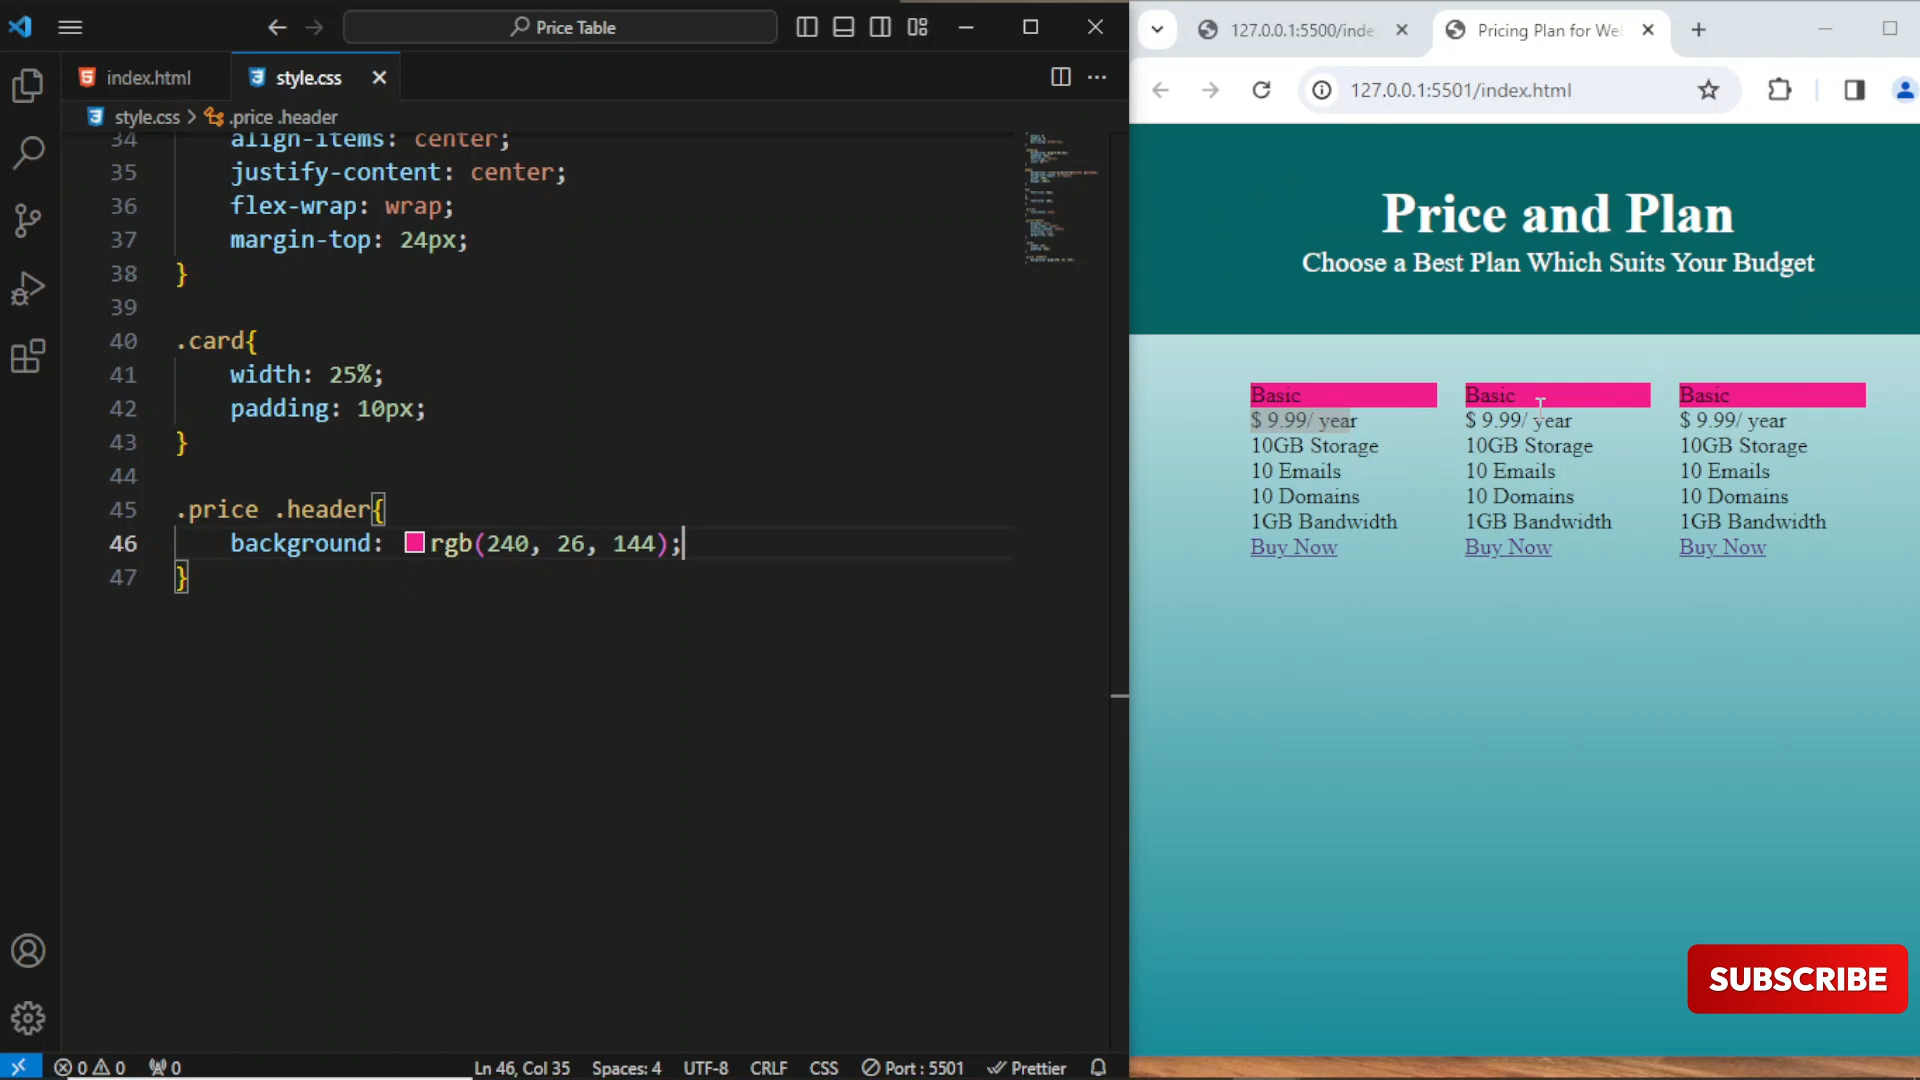 Price Table
index.html
style.css
style.css > .price .header
34 align-items: center;
35 justify-content: center;
36 flex-wrap: wrap;
37 margin-top: 24px;
38 }
39
40 .card{
41 width: 25%;
42 padding: 10px;
43 }
44
45 .price .header{
46 background: rgb(240, 26, 144);
47 }
0 0 0
Ln 46, Col 35
Spaces: 4
UTF-8
CRLF
CSS
Port : 5501
Prettier
127.0.0.1:5500/inde
Pricing Plan for We
127.0.0.1:5501/index.html
Price and Plan
Choose a Best Plan Which Suits Your Budget
Basic
$ 9.99/ year
10GB Storage
10 Emails
10 Domains
1GB Bandwidth
Buy Now
Basic
$ 9.99/ year
10GB Storage
10 Emails
10 Domains
1GB Bandwidth
Buy Now
Basic
$ 9.99/ year
10GB Storage
10 Emails
10 Domains
1GB Bandwidth
Buy Now
SUBSCRIBE